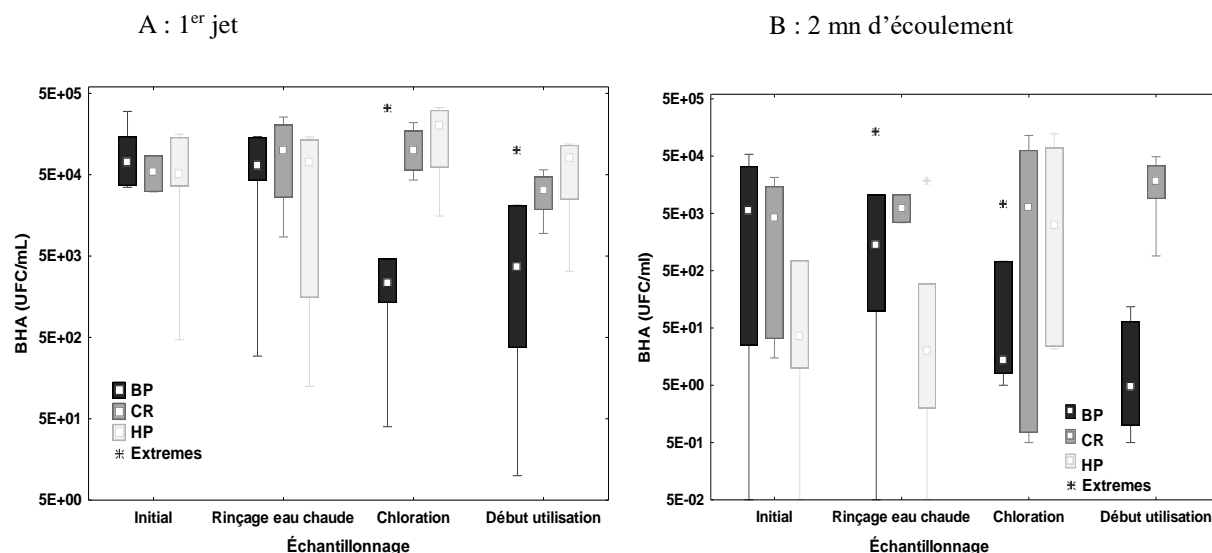 A : 1er jet
B : 2 mn d’écoulement
5E+05
5E+04
5E+03
5E+02
5E+01
5E+00
BHA (UFC/mL)
BP
CR
HP
Extremes
Initial
Rinçage eau chaude
Chloration
Début utilisation
Échantillonnage
5E+05
5E+04
5E+03
5E+02
5E+01
5E+00
5E-01
5E-02
BHA (UFC/ml)
BP
CR
HP
Extremes
Initial
Rinçage eau chaude
Chloration
Début utilisation
Échantillonnage